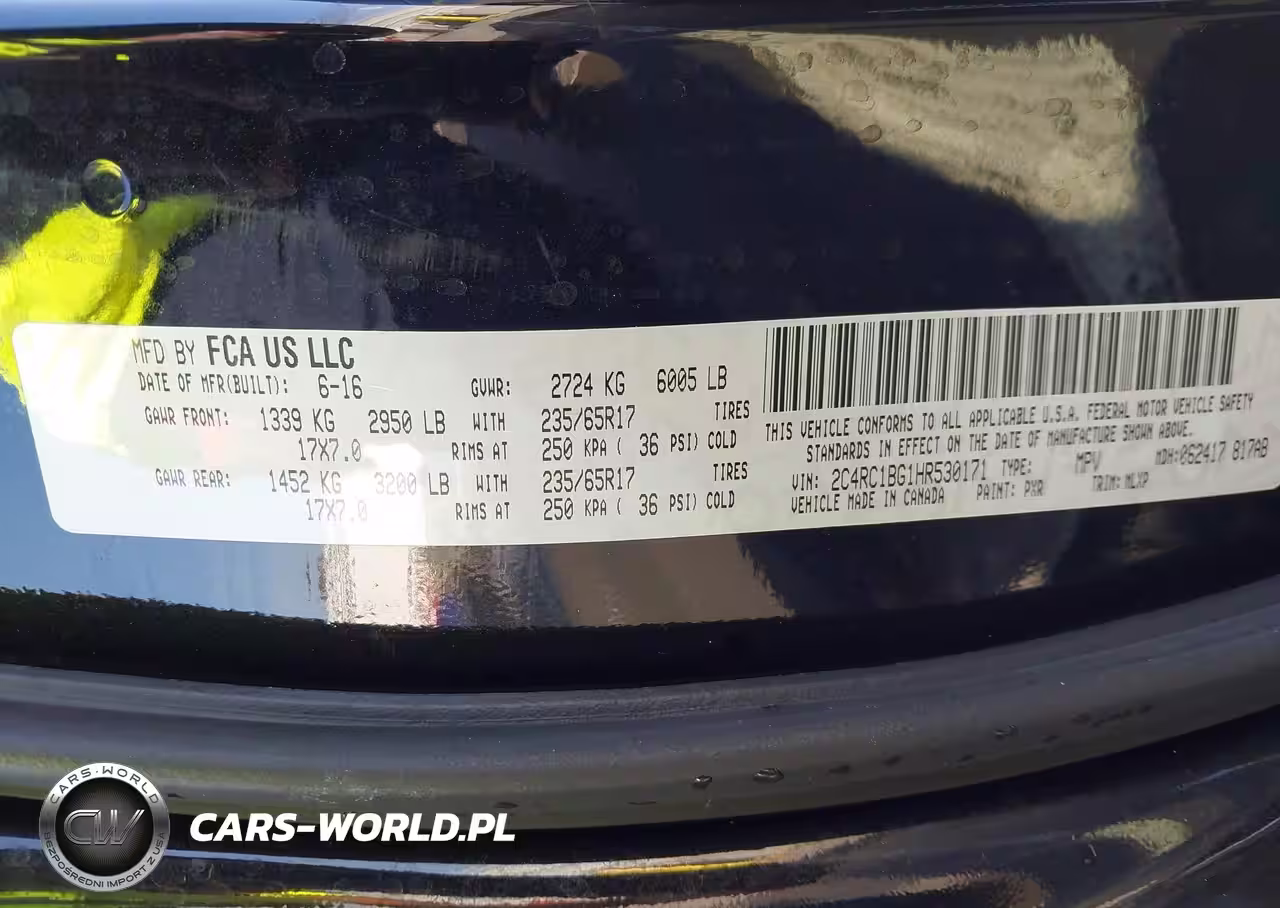 MFD BY FCA US LLC
DATE OF MFR(BUILT): 6-16 GVWR: 2724 KG 6005 LB
GAWR FRONT: 1339 KG 2950 LB WITH 235/65R17 TIRES
17X7.0 RIMS AT 250 KPA ( 36 PSI) COLD
GAWR REAR: 1452 KG 3200 LB WITH 235/65R17 TIRES
17X7.0 RIMS AT 250 KPA ( 36 PSI) COLD
THIS VEHICLE CONFORMS TO ALL APPLICABLE U.S.A. FEDERAL MOTOR VEHICLE SAFETY
STANDARDS IN EFFECT ON THE DATE OF MANUFACTURE SHOWN ABOVE.
VIN: 2C4RC1BG1HR530171 TYPE: MPV MDH:062417 817AB
VEHICLE MADE IN CANADA PAINT: PXR TRIM: MLXP
CARS-WORLD
CW
BEZPOŚREDNI IMPORT Z USA
CARS-WORLD.PL